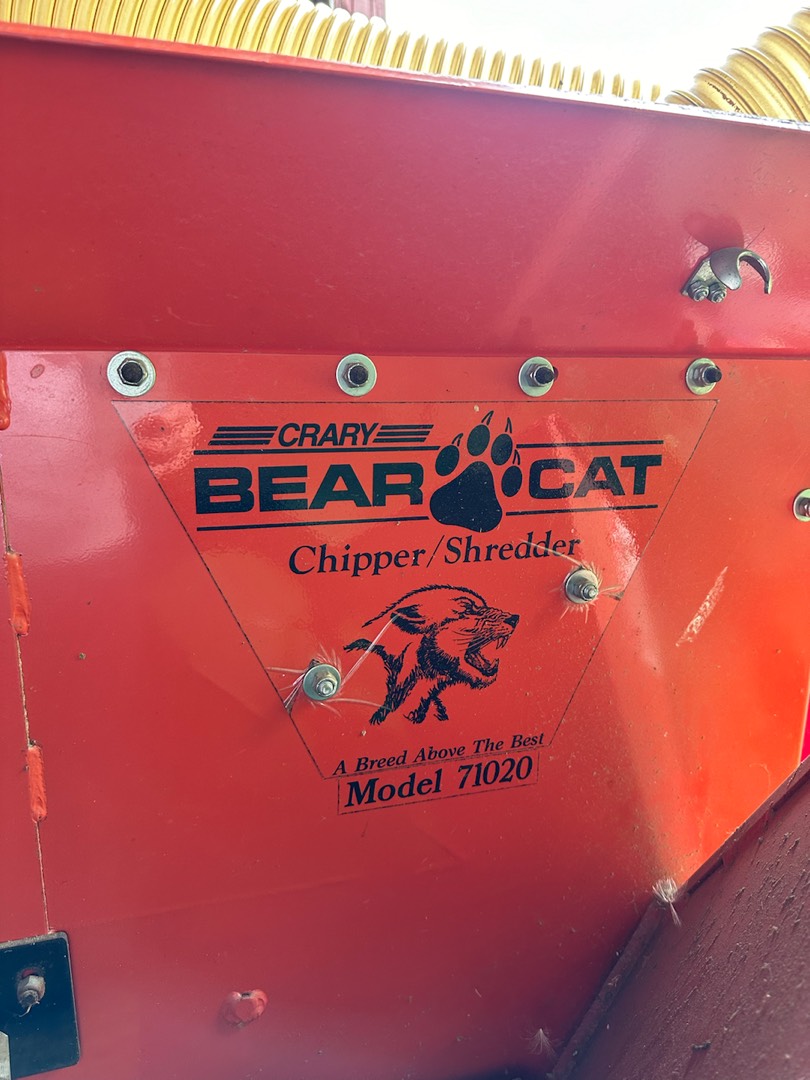 CRARY
BEAR CAT
Chipper/Shredder
A Breed Above The Best
Model 71020